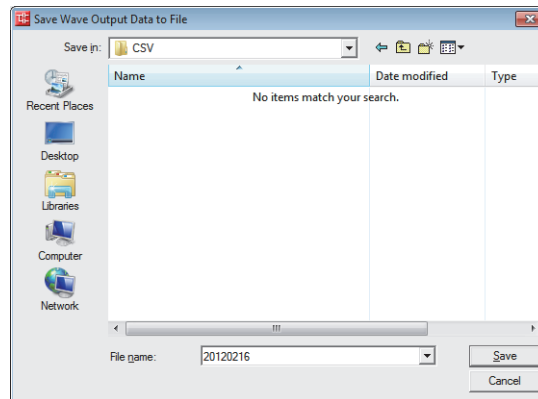 Save Wave Output Data to File
Save in: CSV
Name Date modified Type
No items match your search.
Recent Places
Desktop
Libraries
Computer
Network
File name: 20120216 Save
Cancel